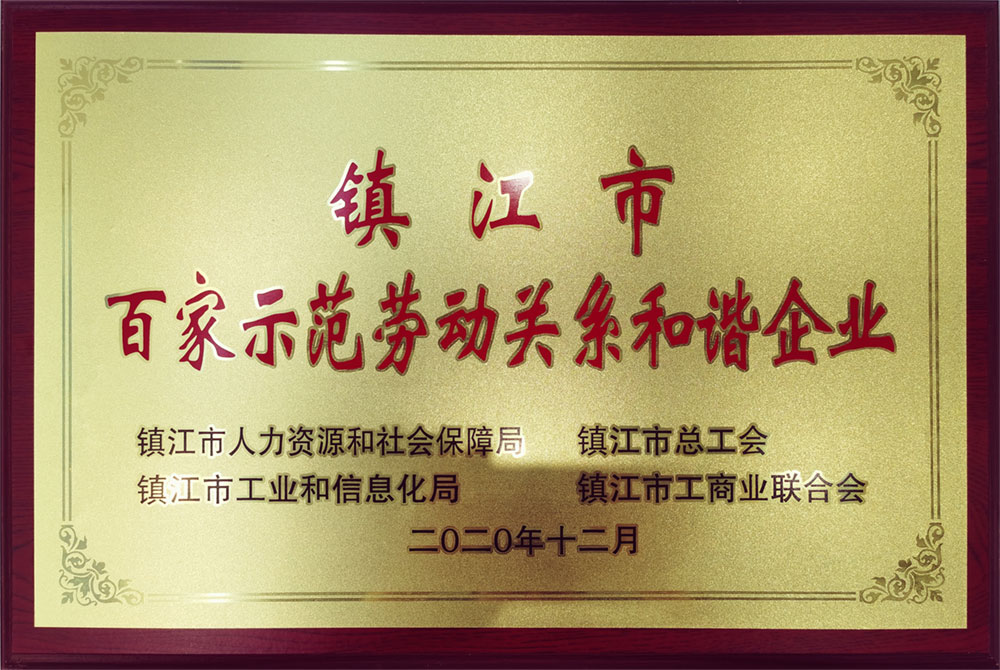 镇江市
百家示范劳动关系和谐企业
镇江市人力资源和社会保障局 镇江市总工会
镇江市工业和信息化局 镇江市工商业联合会
二〇二〇年十二月